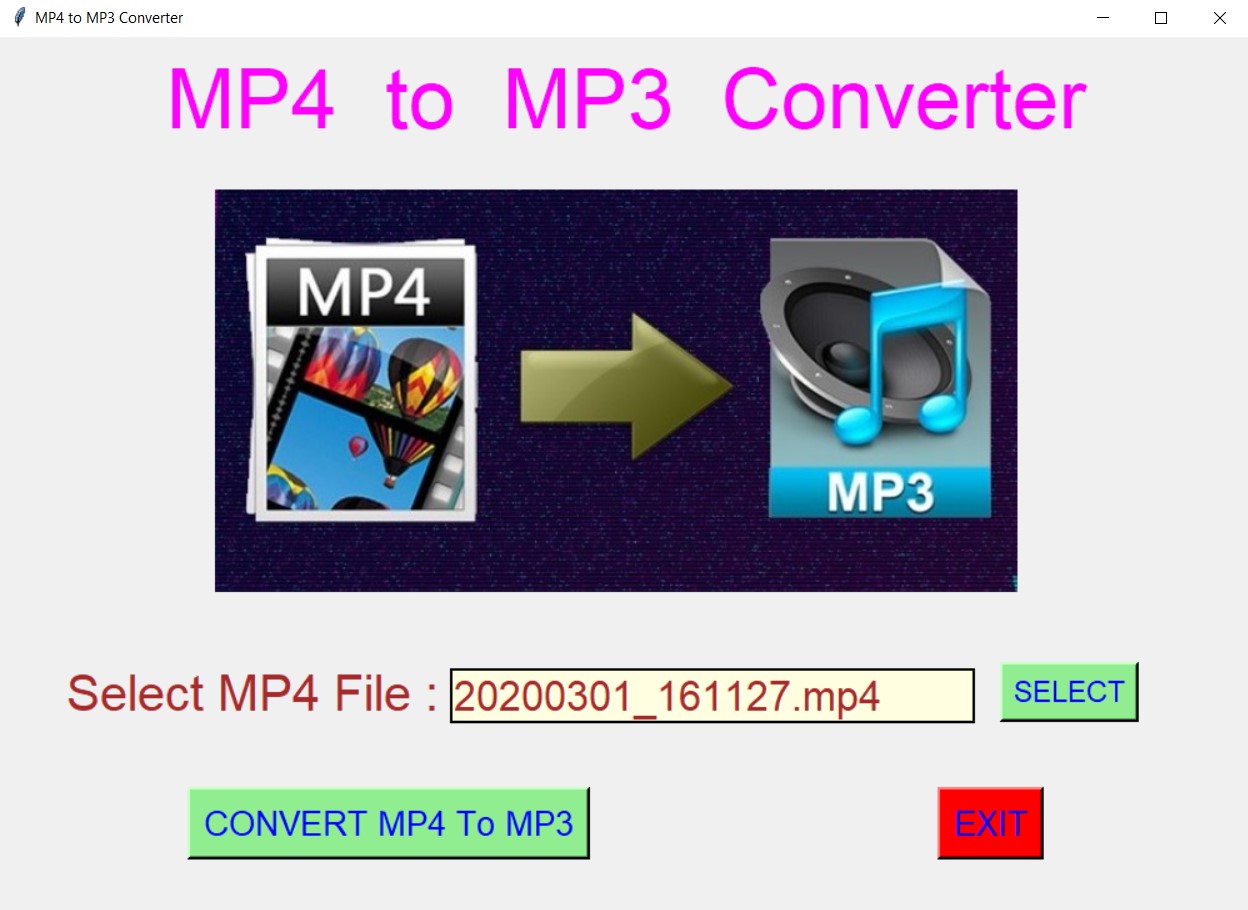 MP4 to MP3 Converter
MP4 to MP3 Converter
MP4
MP3
Select MP4 File : 20200301_161127.mp4 SELECT
CONVERT MP4 To MP3 EXIT